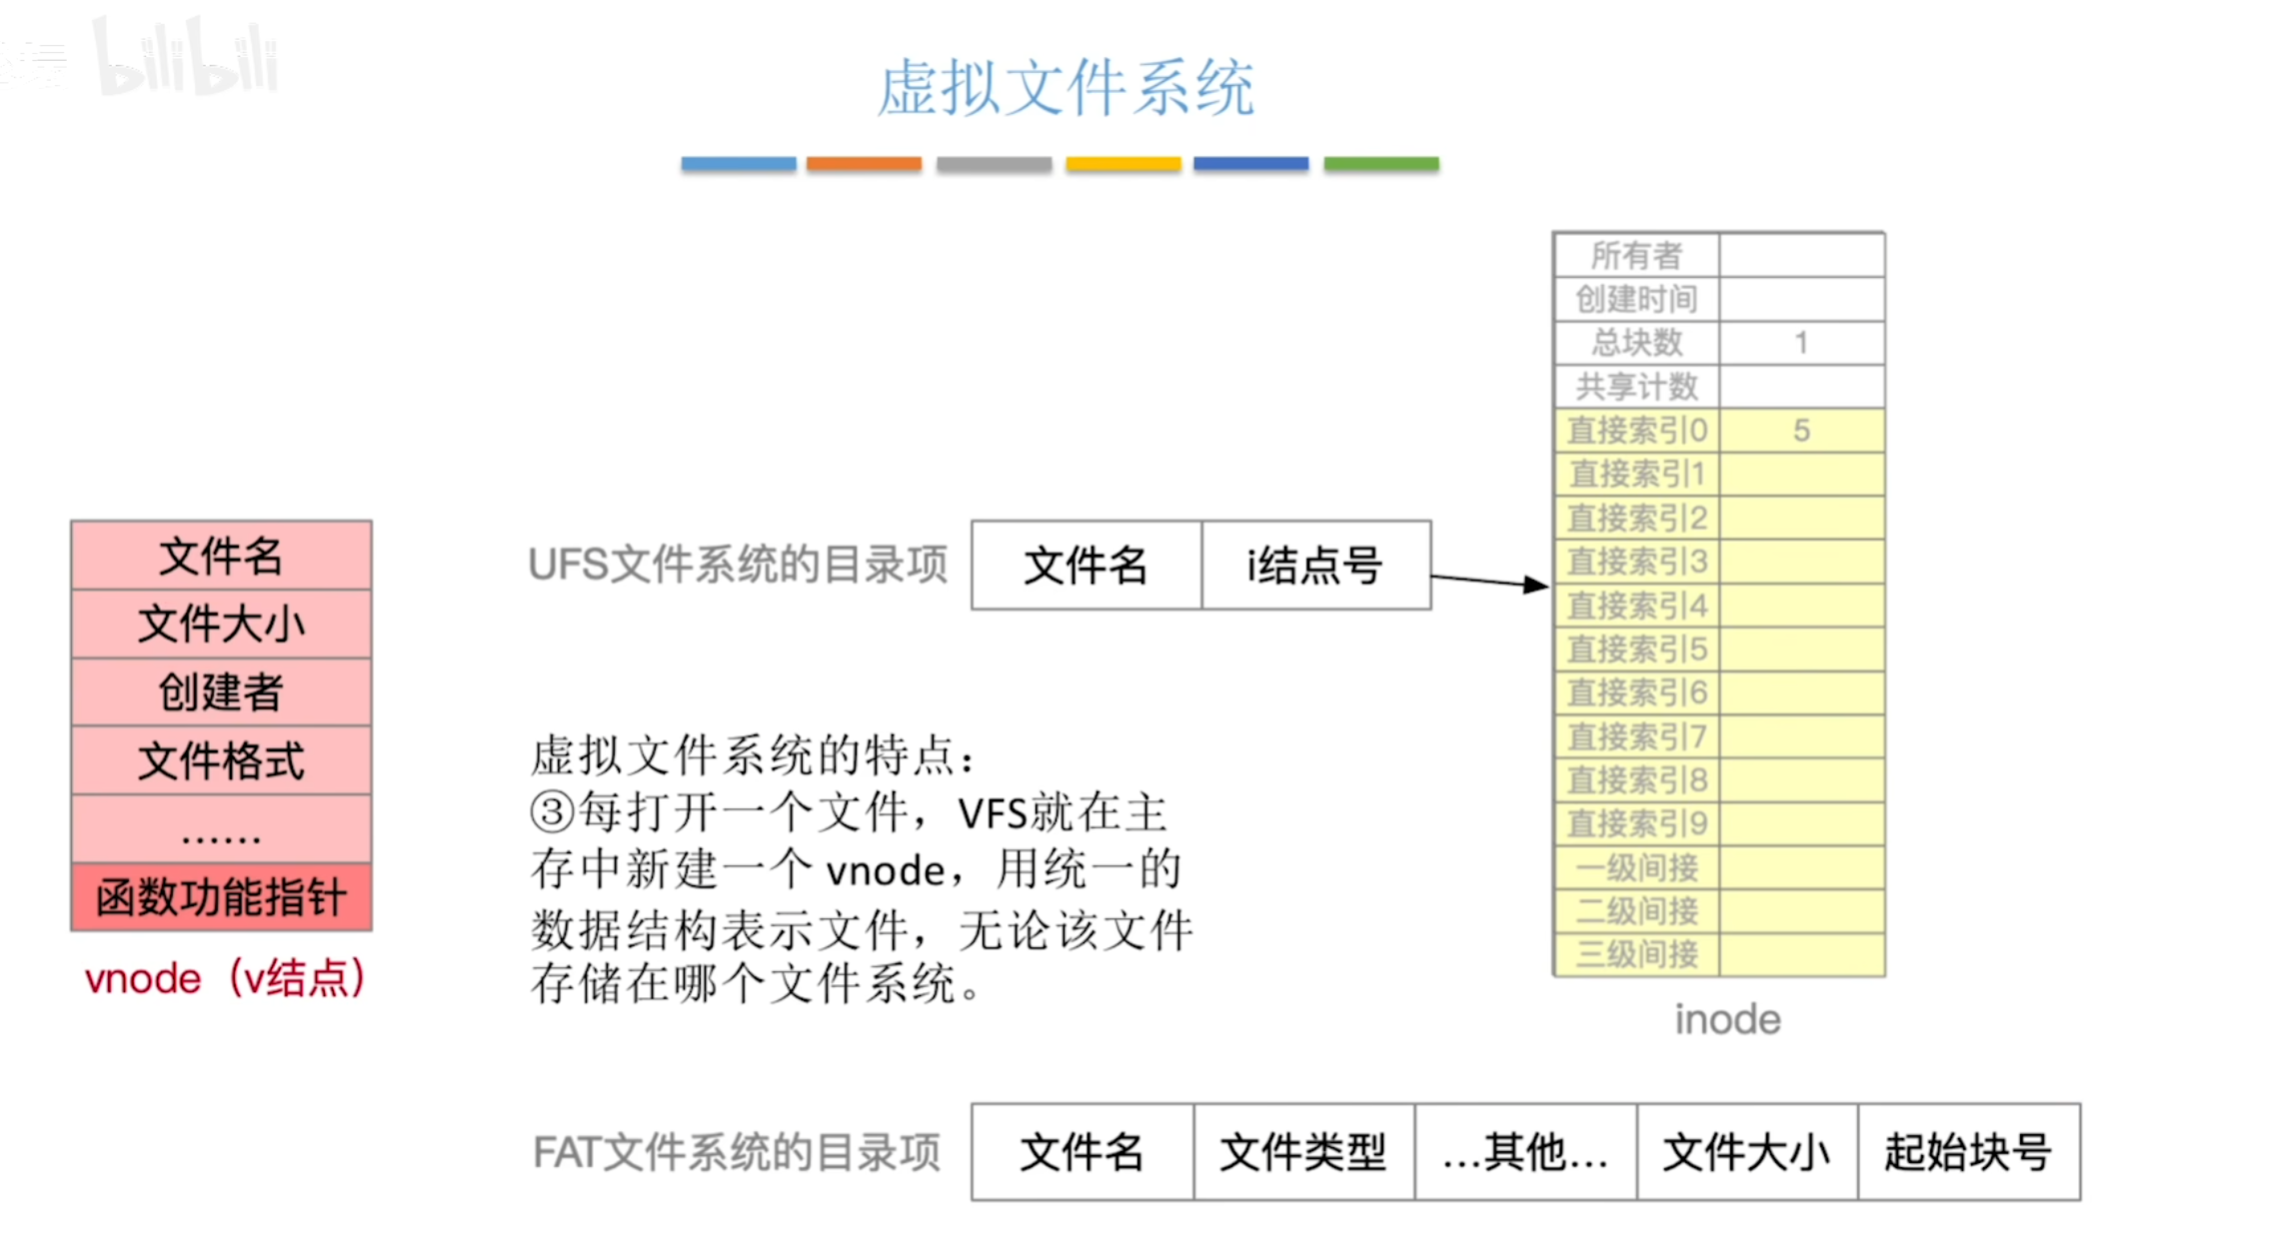 bilibili
虚拟文件系统
所有者
创建时间
总块数 1
共享计数
直接索引0 5
直接索引1
直接索引2
直接索引3
直接索引4
直接索引5
直接索引6
直接索引7
直接索引8
直接索引9
一级间接
二级间接
三级间接
inode
文件名
文件大小
创建者
文件格式
……
函数功能指针
vnode（v结点）
UFS文件系统的目录项 文件名 i结点号
虚拟文件系统的特点：
③每打开一个文件，VFS就在主
存中新建一个 vnode，用统一的
数据结构表示文件，无论该文件
存储在哪个文件系统。
FAT文件系统的目录项 文件名 文件类型 …其他… 文件大小 起始块号